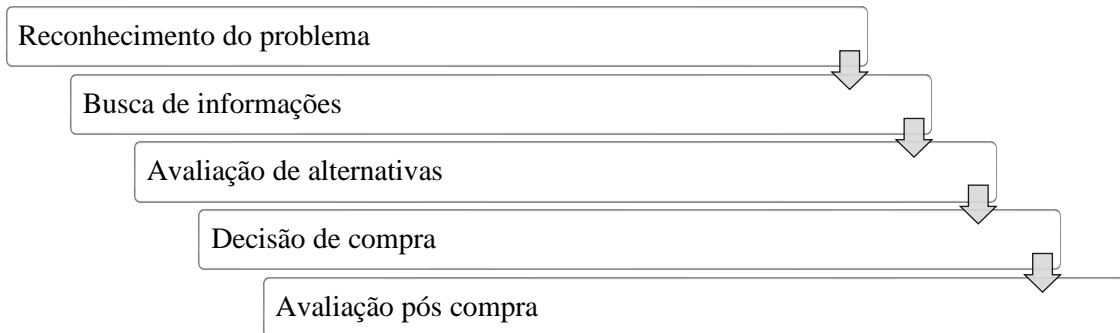 Reconhecimento do problema
Busca de informações
Avaliação de alternativas
Decisão de compra
Avaliação pós compra